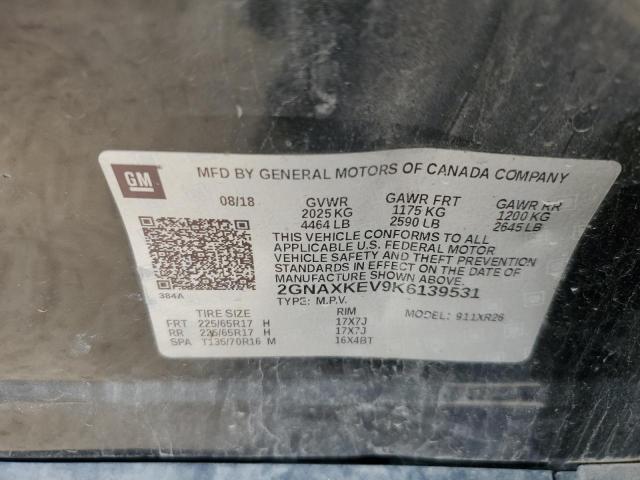 GM
MFD BY GENERAL MOTORS OF CANADA COMPANY
08/18 GVWR GAWR FRT GAWR RR
2025 KG 1175 KG 1200 KG
4464 LB 2590 LB 2645 LB
THIS VEHICLE CONFORMS TO ALL
APPLICABLE U.S. FEDERAL MOTOR
VEHICLE SAFETY AND THEFT PREVENTION
STANDARDS IN EFFECT ON THE DATE OF
MANUFACTURE SHOWN ABOVE.
384A 2GNAXKEV9K6139531
TYPE: M.P.V.
TIRE SIZE RIM MODEL: 911XR26
FRT 225/65R17 H 17X7J
RR 225/65R17 H 17X7J
SPA T135/70R16 M 16X4BT